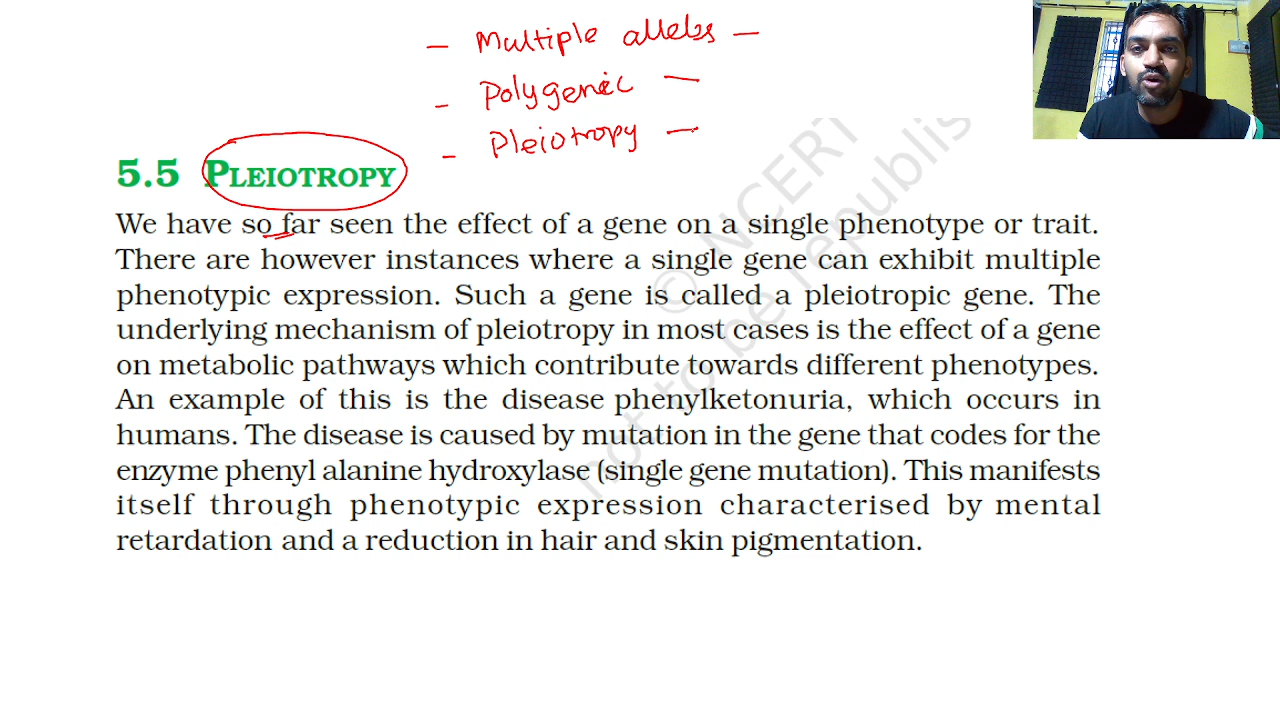 - Multiple alleles -
- Polygenic -
- Pleiotropy -
5.5 PLEIOTROPY
We have so far seen the effect of a gene on a single phenotype or trait.
There are however instances where a single gene can exhibit multiple
phenotypic expression. Such a gene is called a pleiotropic gene. The
underlying mechanism of pleiotropy in most cases is the effect of a gene
on metabolic pathways which contribute towards different phenotypes.
An example of this is the disease phenylketonuria, which occurs in
humans. The disease is caused by mutation in the gene that codes for the
enzyme phenyl alanine hydroxylase (single gene mutation). This manifests
itself through phenotypic expression characterised by mental
retardation and a reduction in hair and skin pigmentation.
© NCERT
not to be republis